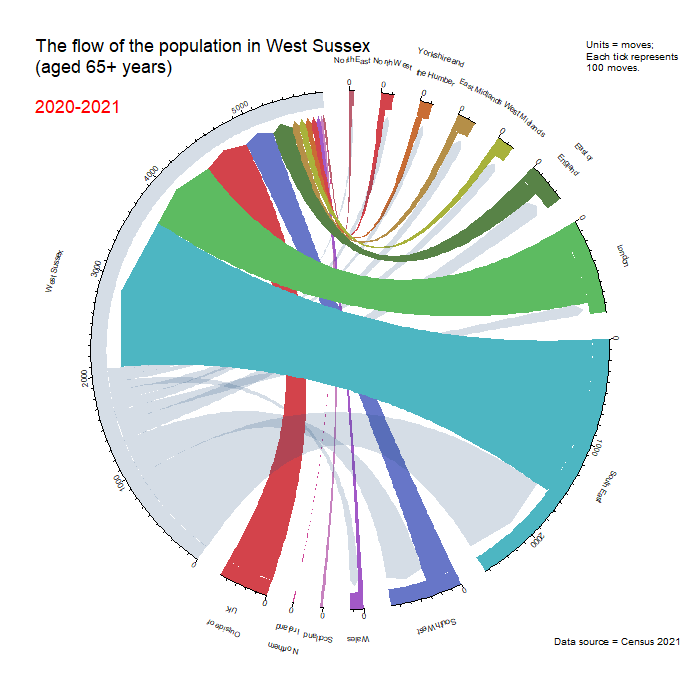 The flow of the population in West Sussex
(aged 65+ years)
2020-2021
Units = moves;
Each tick represents
100 moves.
North East
North West
Yorkshire and
the Humber
East Midlands
West Midlands
East of
England
London
South East
South West
Wales
Scotland
Northern
Ireland
Outside of
UK
West Sussex
0
0
0
0
0
0
0
0
1000
2000
0
0
0
0
0
0
1000
2000
3000
4000
5000
Data source = Census 2021